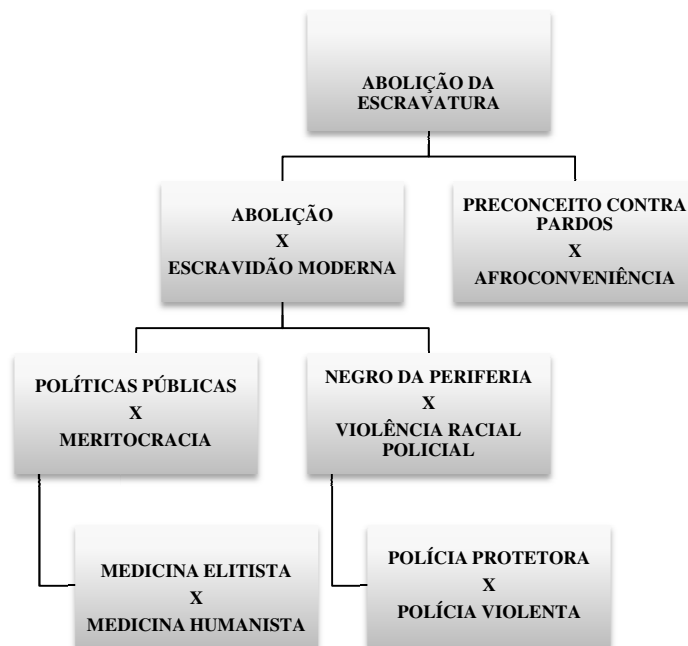 ABOLIÇÃO DA
ESCRAVATURA
ABOLIÇÃO
X
ESCRAVIDÃO MODERNA
PRECONCEITO CONTRA
PARDOS
X
AFROCONVENIÊNCIA
POLÍTICAS PÚBLICAS
X
MERITOCRACIA
NEGRO DA PERIFERIA
X
VIOLÊNCIA RACIAL
POLICIAL
MEDICINA ELITISTA
X
MEDICINA HUMANISTA
POLÍCIA PROTETORA
X
POLÍCIA VIOLENTA